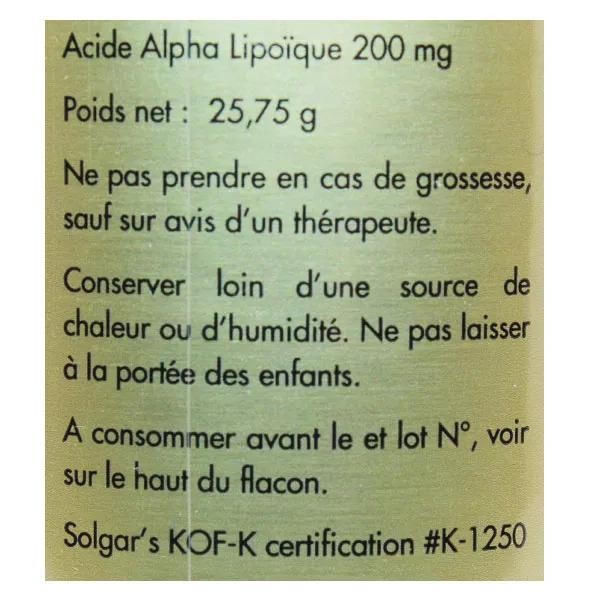 Acide Alpha Lipoïque 200 mg
Poids net : 25,75 g
Ne pas prendre en cas de grossesse,
sauf sur avis d'un thérapeute.
Conserver loin d'une source de
chaleur ou d'humidité. Ne pas laisser
à la portée des enfants.
A consommer avant le et lot N°, voir
sur le haut du flacon.
Solgar's KOF-K certification #K-1250